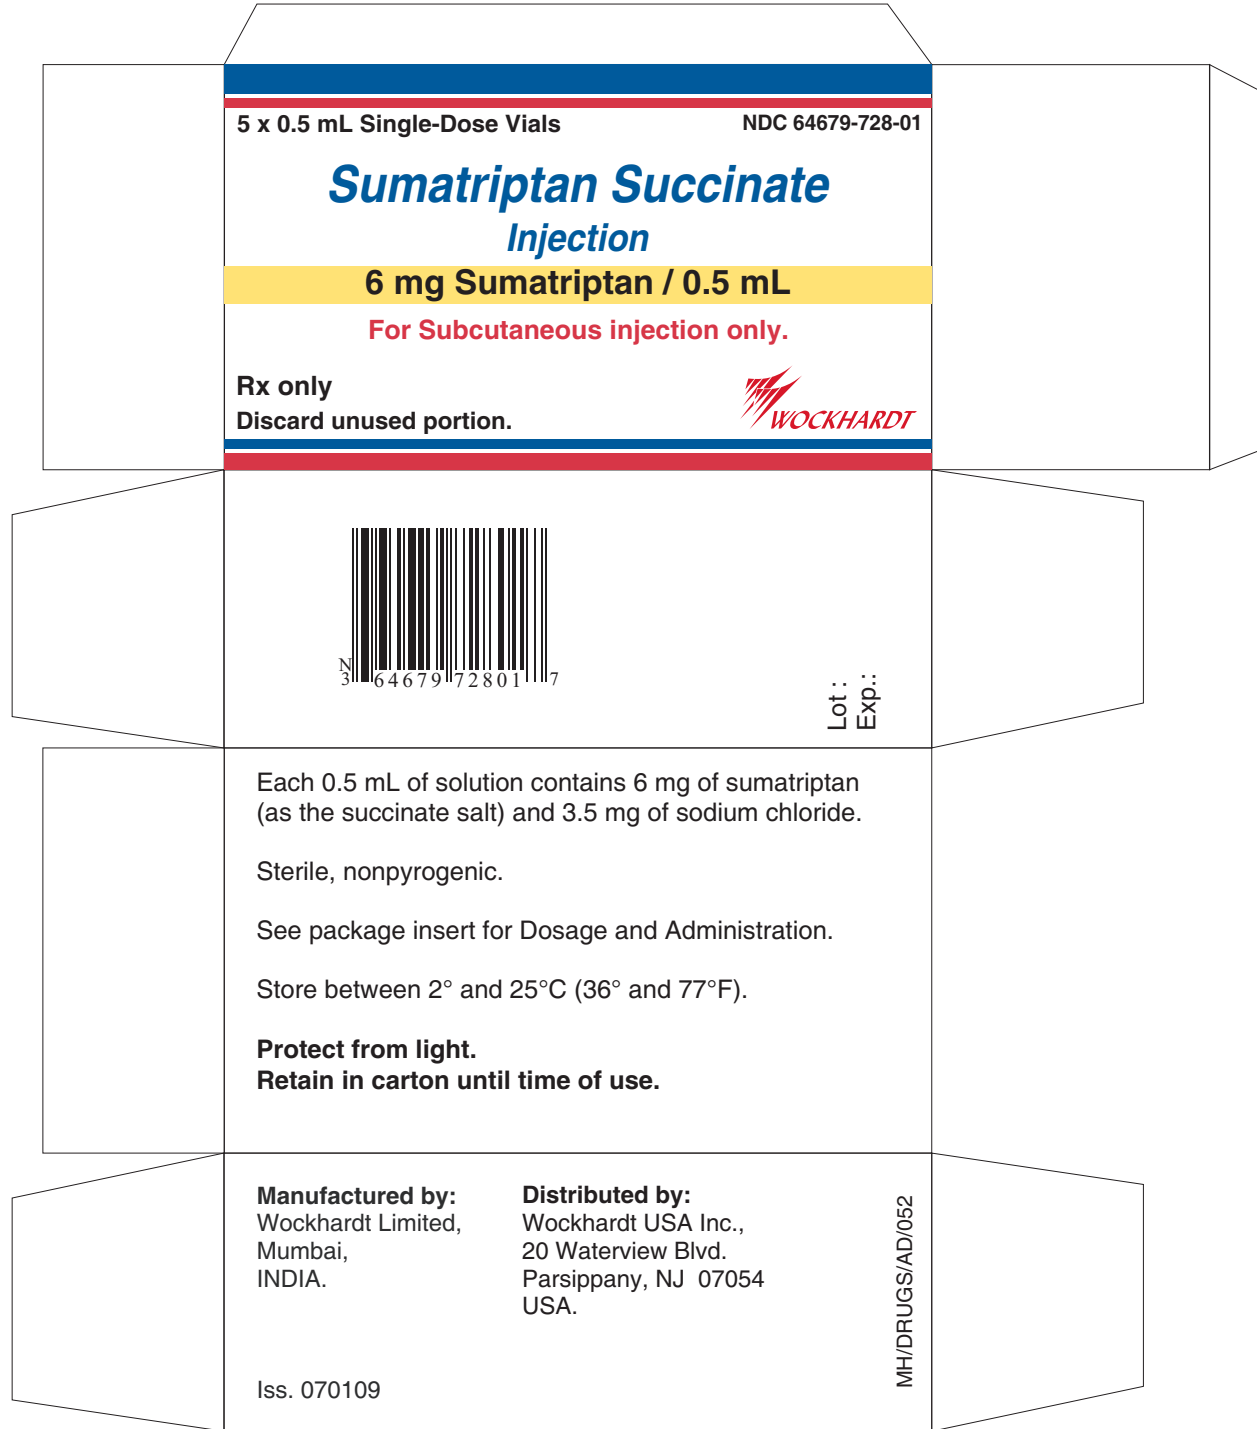 5 x 0.5 mL Single-Dose Vials
NDC 64679-728-01
Sumatriptan Succinate
Injection
6 mg Sumatriptan / 0.5 mL
For Subcutaneous injection only.
Rx only
Discard unused portion.
WOCKHARDT
N
3 64679 72801 7
Lot :
Exp.:
Each 0.5 mL of solution contains 6 mg of sumatriptan
(as the succinate salt) and 3.5 mg of sodium chloride.
Sterile, nonpyrogenic.
See package insert for Dosage and Administration.
Store between 2° and 25°C (36° and 77°F).
Protect from light.
Retain in carton until time of use.
Manufactured by:
Wockhardt Limited,
Mumbai,
INDIA.
Distributed by:
Wockhardt USA Inc.,
20 Waterview Blvd.
Parsippany, NJ 07054
USA.
MH/DRUGS/AD/052
Iss. 070109